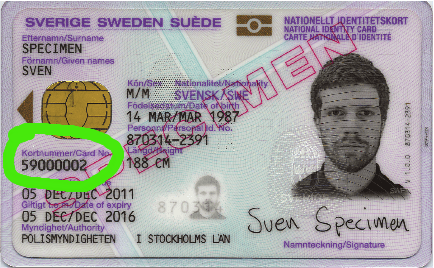 SVERIGE SWEDEN SUÈDE
NATIONELLT IDENTITETSKORT
NATIONAL IDENTITY CARD
CARTE NATIONALE D'IDENTITÉ
Efternamn/Surname
SPECIMEN
Förnamn/Given names
SVEN
Kön/Sex Nationalitet/Nationality
M/M SVENSK/SWE
Födelsedatum/Date of birth
14 MAR/MAR 1987
Personnr/Personal id. No.
870314-2391
Kortnummer/Card No.
59000002
Längd/Height
188 CM
05 DEC/DEC 2011
Giltigt t.o.m./Date of expiry
05 DEC/DEC 2016
Myndighet/Authority
POLISMYNDIGHETEN I STOCKHOLMS LÄN
870314
870314-2391
SPECIMEN
Sven Specimen
Namnteckning/Signature